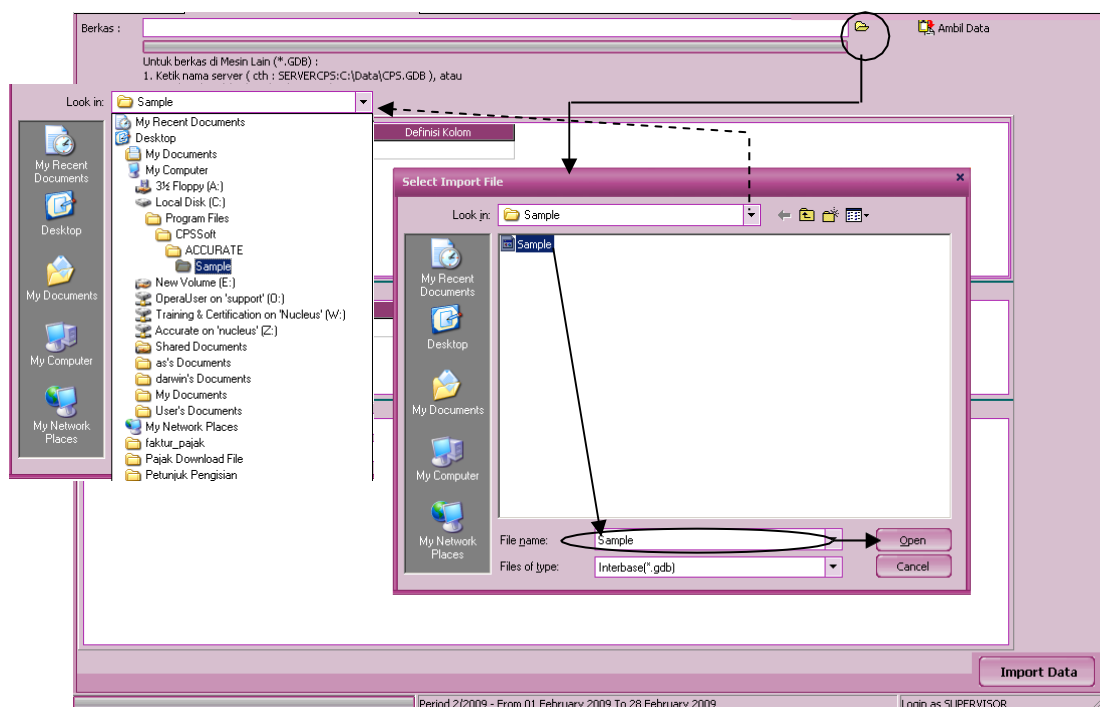 Berkas :
Ambil Data
Untuk berkas di Mesin Lain (*.GDB) :
1. Ketik nama server ( cth : SERVERCPS:C:\Data\CPS.GDB ), atau
Look in:
Sample
My Recent Documents
Desktop
My Documents
My Computer
3½ Floppy (A:)
Local Disk (C:)
Program Files
CPSSoft
ACCURATE
Sample
New Volume (E:)
OperaUser on 'support' (O:)
Training & Certification on 'Nucleus' (W:)
Accurate on 'nucleus' (Z:)
Shared Documents
as's Documents
darwin's Documents
My Documents
User's Documents
My Network Places
faktur_pajak
Pajak Download File
Petunjuk Pengisian
My Recent
Documents
Desktop
My Documents
My Computer
My Network
Places
Definisi Kolom
Select Import File
Look in:
Sample
Sample
My Recent
Documents
Desktop
My Documents
My Computer
My Network
Places
File name:
Sample
Open
Files of type:
Interbase(*.gdb)
Cancel
Import Data
Period 2/2009 - From 01 February 2009 To 28 February 2009
Login as SUPERVISOR